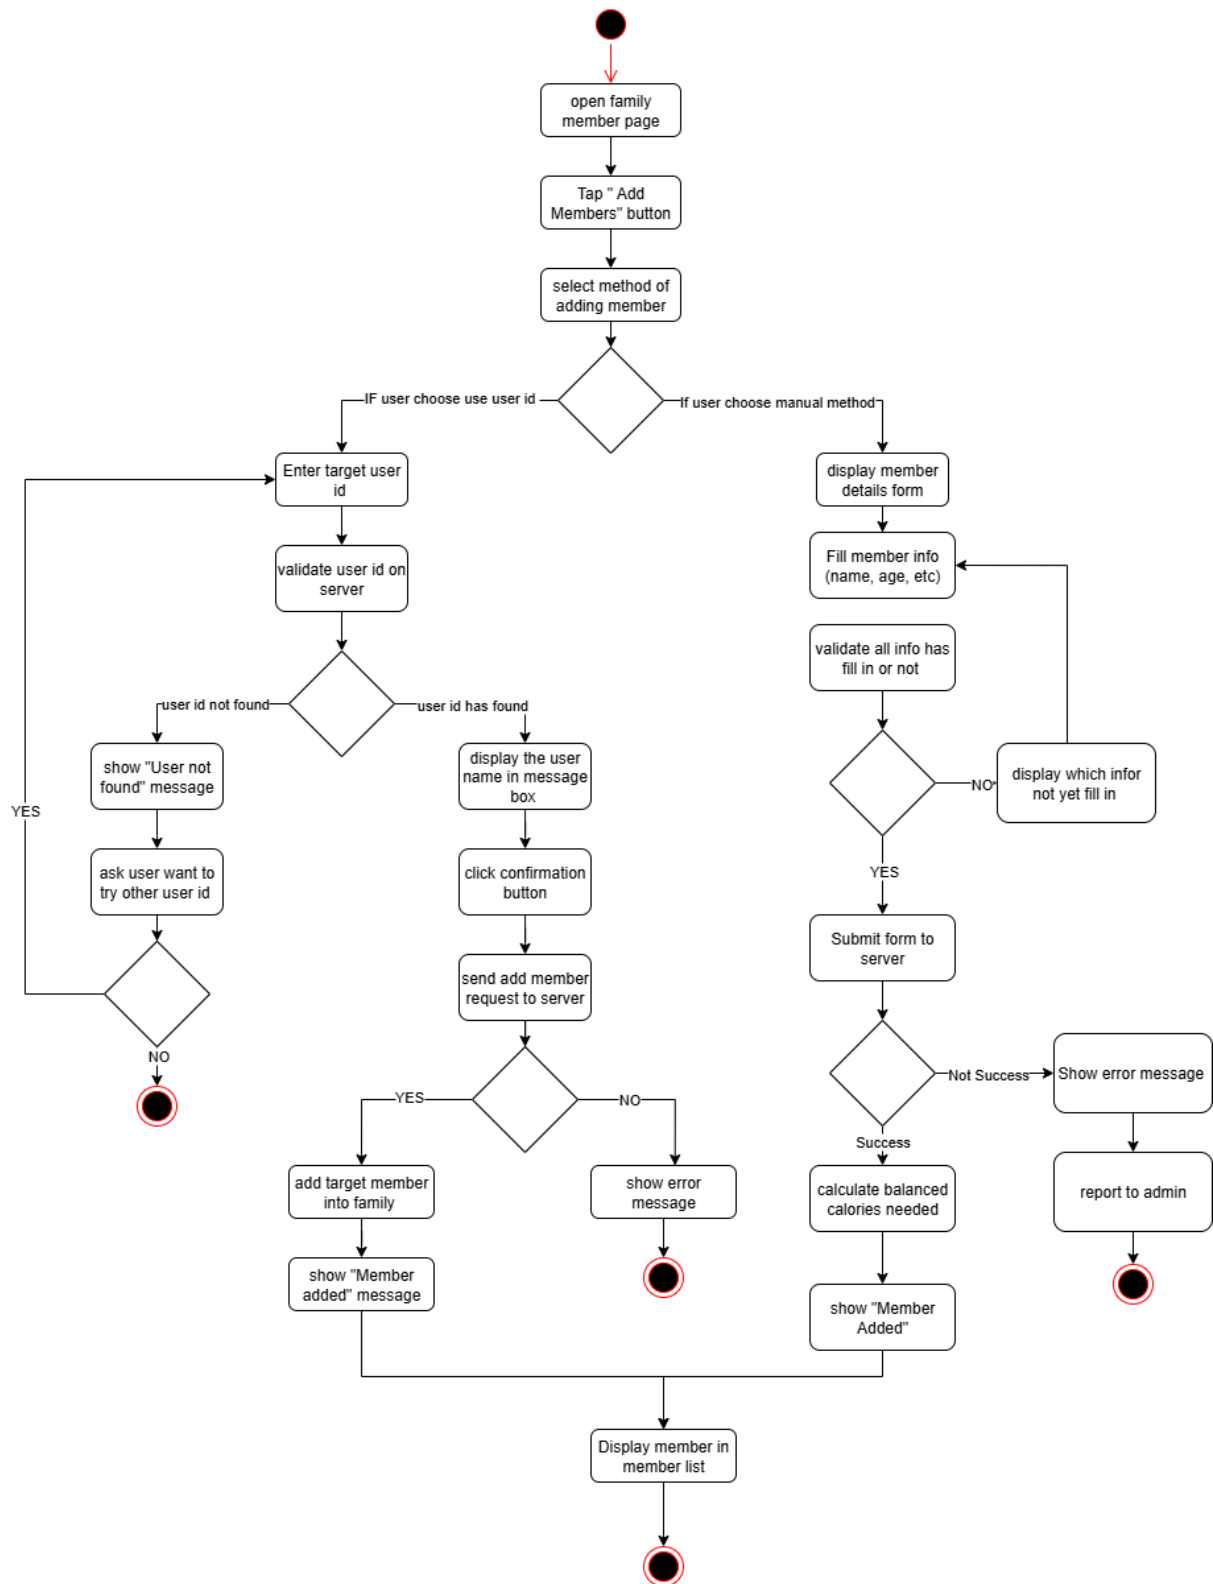 open family
member page
Tap " Add
Members" button
select method of
adding member
IF user choose use user id
If user choose manual method
Enter target user
id
display member
details form
Fill member info
(name, age, etc)
validate user id on
server
validate all info has
fill in or not
user id not found
user id has found
show "User not
found" message
display the user
name in message
box
NO
display which infor
not yet fill in
YES
ask user want to
try other user id
click confirmation
button
YES
Submit form to
server
send add member
request to server
NO
YES
NO
Not Success
Show error message
Success
add target member
into family
show error
message
calculate balanced
calories needed
report to admin
show "Member
added" message
show "Member
Added"
Display member in
member list